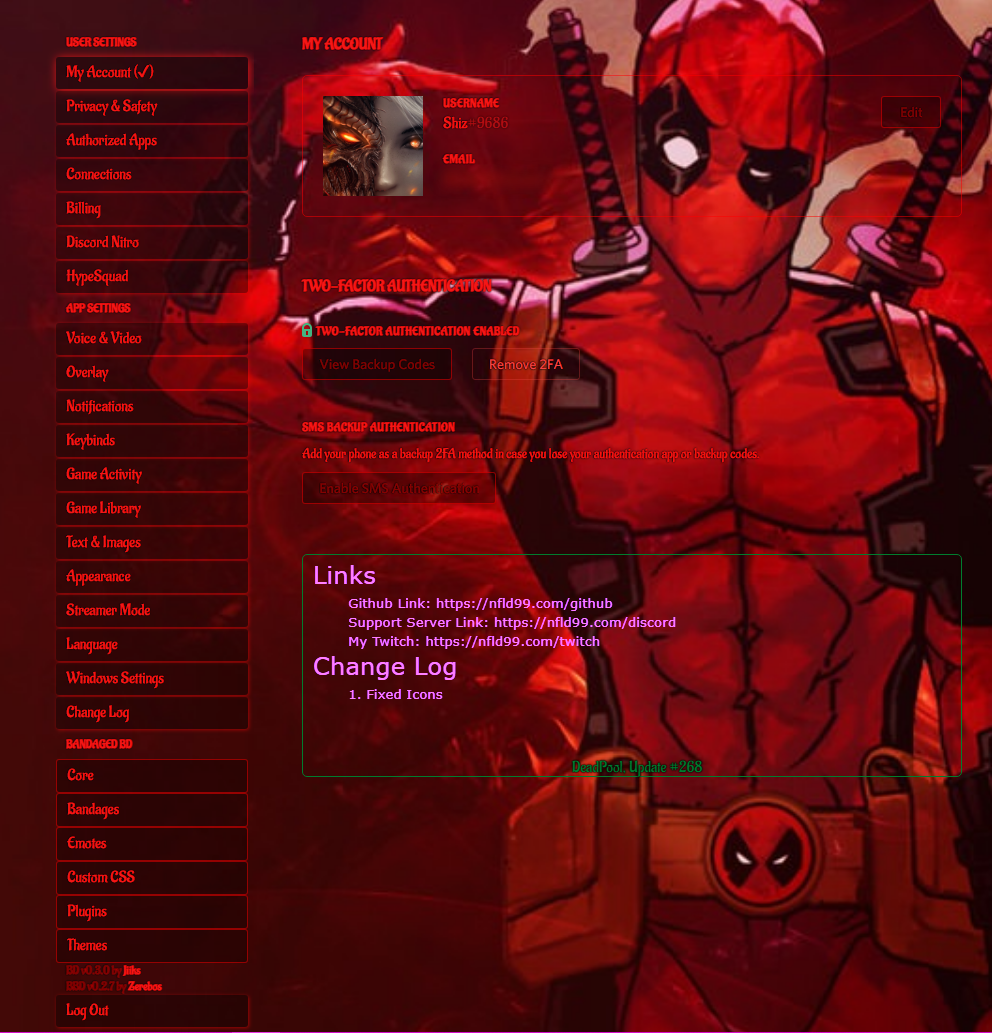 USER SETTINGS
My Account (✓)
Privacy & Safety
Authorized Apps
Connections
Billing
Discord Nitro
HypeSquad
APP SETTINGS
Voice & Video
Overlay
Notifications
Keybinds
Game Activity
Game Library
Text & Images
Appearance
Streamer Mode
Language
Windows Settings
Change Log
BANDAGED BD
Core
Bandages
Emotes
Custom CSS
Plugins
Themes
BD v0.3.0 by Jiiks
BBD v0.2.7 by Zerebos
Log Out
MY ACCOUNT
USERNAME
Shiz#9686
Edit
EMAIL
TWO-FACTOR AUTHENTICATION
TWO-FACTOR AUTHENTICATION ENABLED
View Backup Codes
Remove 2FA
SMS BACKUP AUTHENTICATION
Add your phone as a backup 2FA method in case you lose your authentication app or backup codes.
Enable SMS Authentication
Links
Github Link: https://nfld99.com/github
Support Server Link: https://nfld99.com/discord
My Twitch: https://nfld99.com/twitch
Change Log
1. Fixed Icons
DeadPool. Update #268